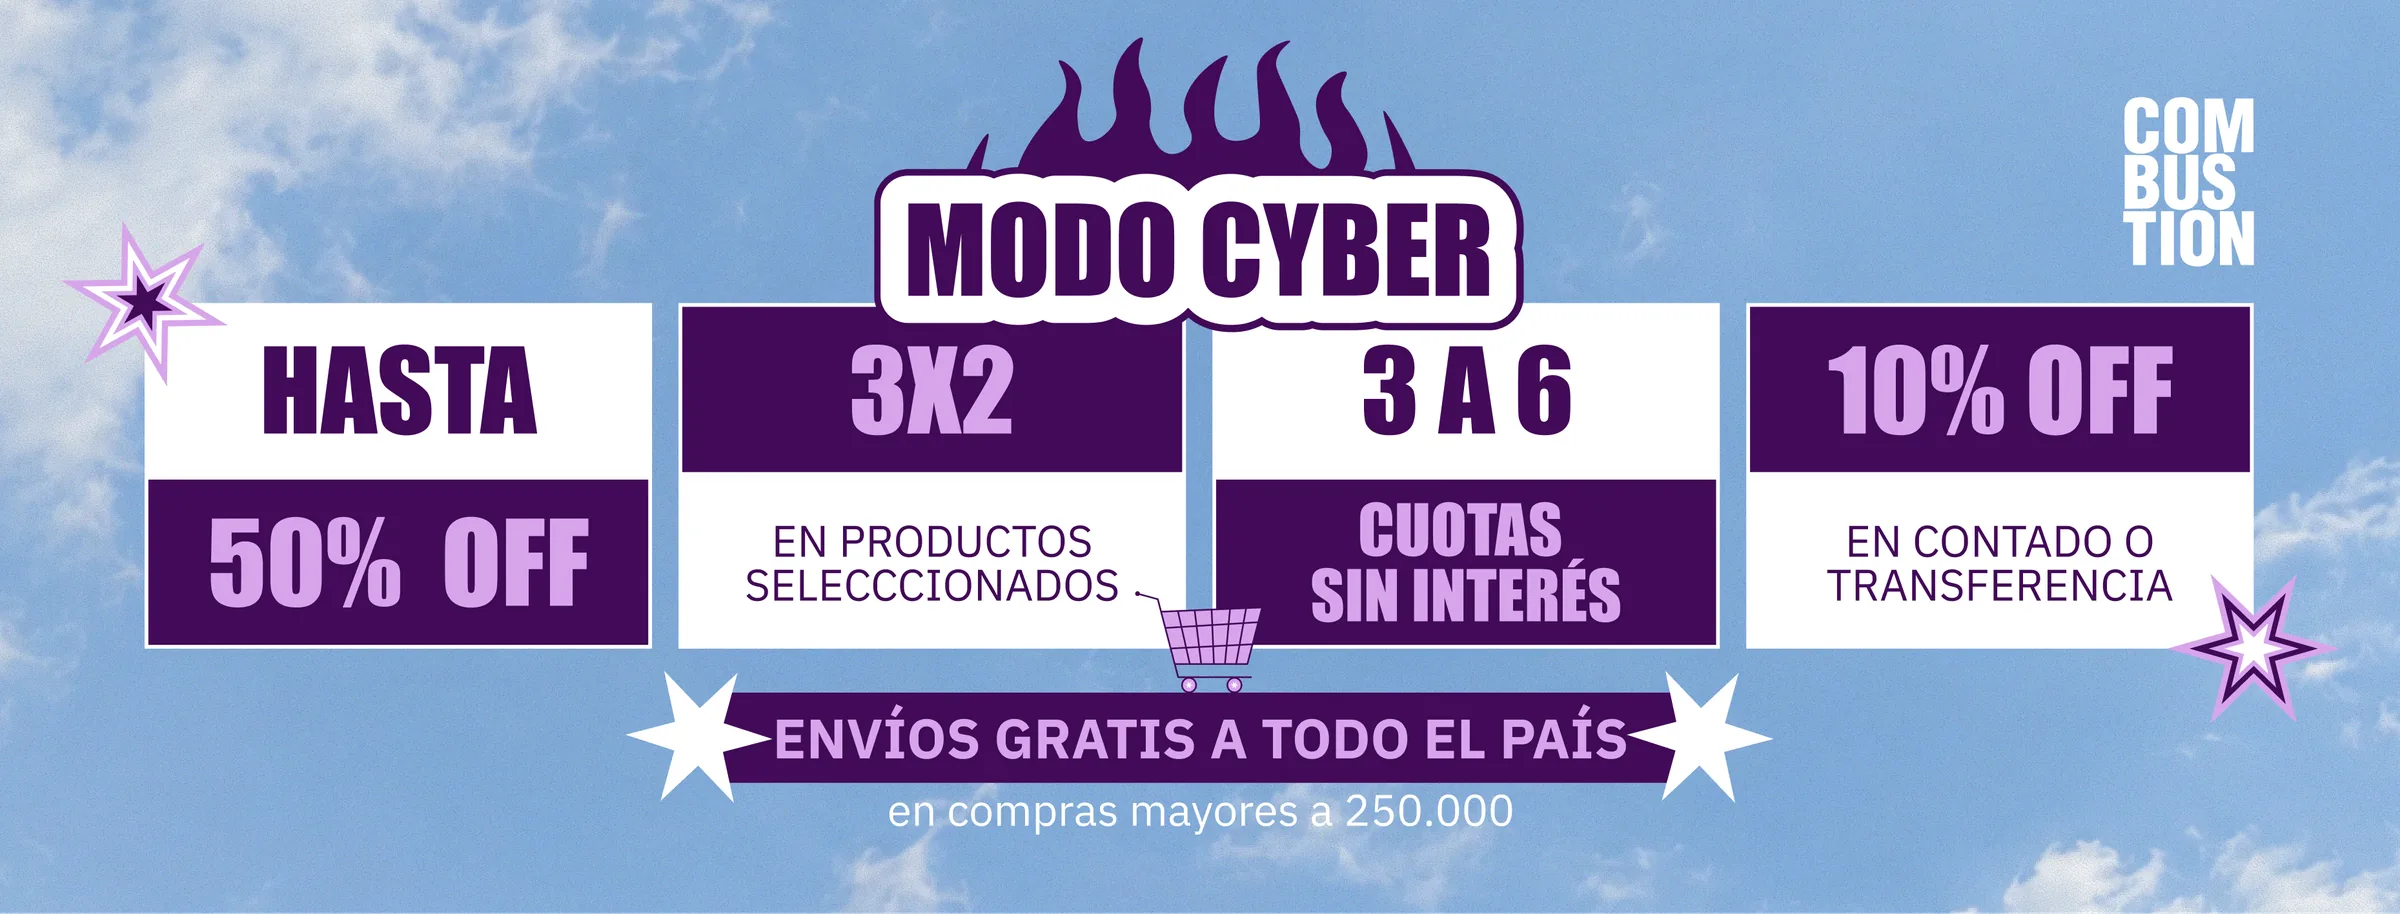 MODO CYBER
COM
BUS
TION
HASTA
50% OFF
3X2
EN PRODUCTOS
SELECCCIONADOS
3 A 6
CUOTAS
SIN INTERÉS
10% OFF
EN CONTADO O
TRANSFERENCIA
ENVÍOS GRATIS A TODO EL PAÍS
en compras mayores a 250.000